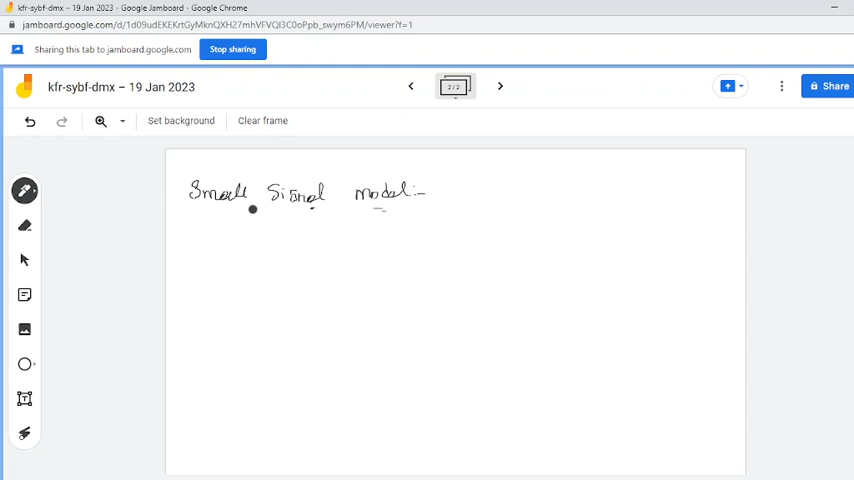 kfr-sybf-dmx – 19 Jan 2023 - Google Jamboard - Google Chrome
jamboard.google.com/d/1d09udEKEKrtGyMknQXH27mhVFVQI3C0oPpb_swym6PM/viewer?f=1
Sharing this tab to jamboard.google.com Stop sharing
kfr-sybf-dmx – 19 Jan 2023 2 / 2 Share
Set background Clear frame
Small Signal model:-